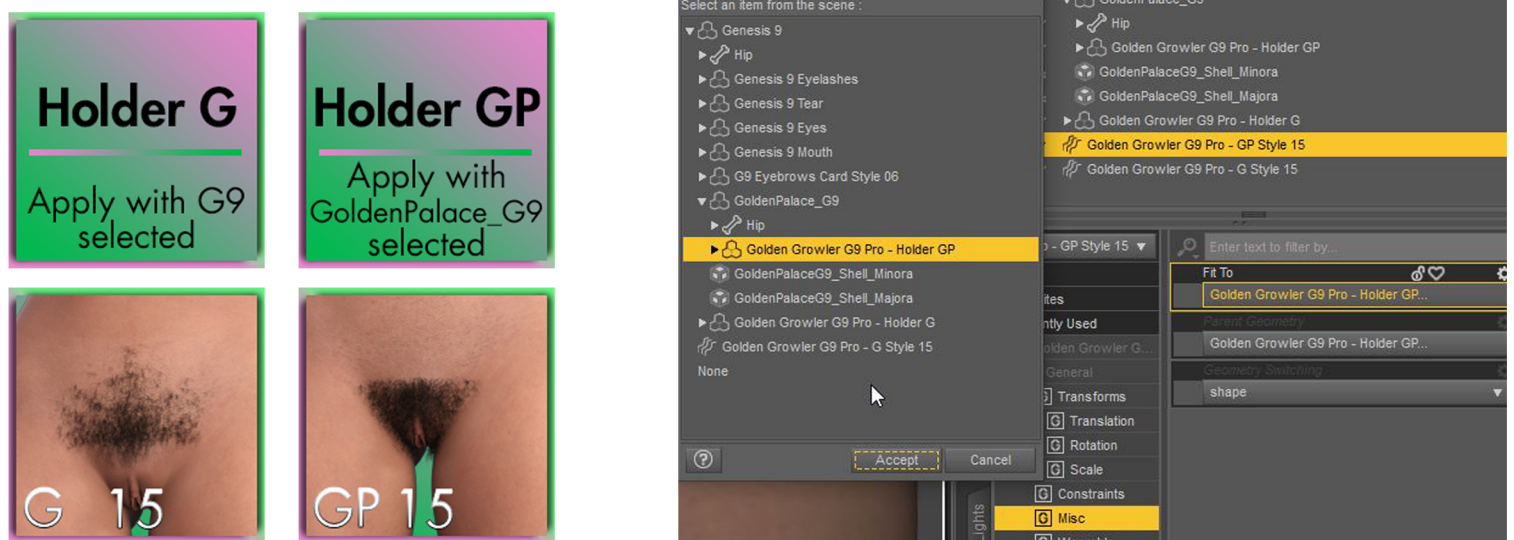 Holder G
Apply with G9
selected
Holder GP
Apply with
GoldenPalace_G9
selected
G 15
GP 15
Select an item from the scene :
Genesis 9
Hip
Genesis 9 Eyelashes
Genesis 9 Tear
Genesis 9 Eyes
Genesis 9 Mouth
G9 Eyebrows Card Style 06
GoldenPalace_G9
Hip
Golden Growler G9 Pro - Holder GP
GoldenPalaceG9_Shell_Minora
GoldenPalaceG9_Shell_Majora
Golden Growler G9 Pro - Holder G
Golden Growler G9 Pro - G Style 15
None
Accept
Cancel
Hip
Golden Growler G9 Pro - Holder GP
GoldenPalaceG9_Shell_Minora
GoldenPalaceG9_Shell_Majora
Golden Growler G9 Pro - Holder G
Golden Growler G9 Pro - GP Style 15
Golden Growler G9 Pro - G Style 15
- GP Style 15
Enter text to filter by...
Fit To
Golden Growler G9 Pro - Holder GP...
Parent Geometry
Golden Growler G9 Pro - Holder GP...
Geometry Switching
shape
General
Transforms
Translation
Rotation
Scale
Constraints
Misc